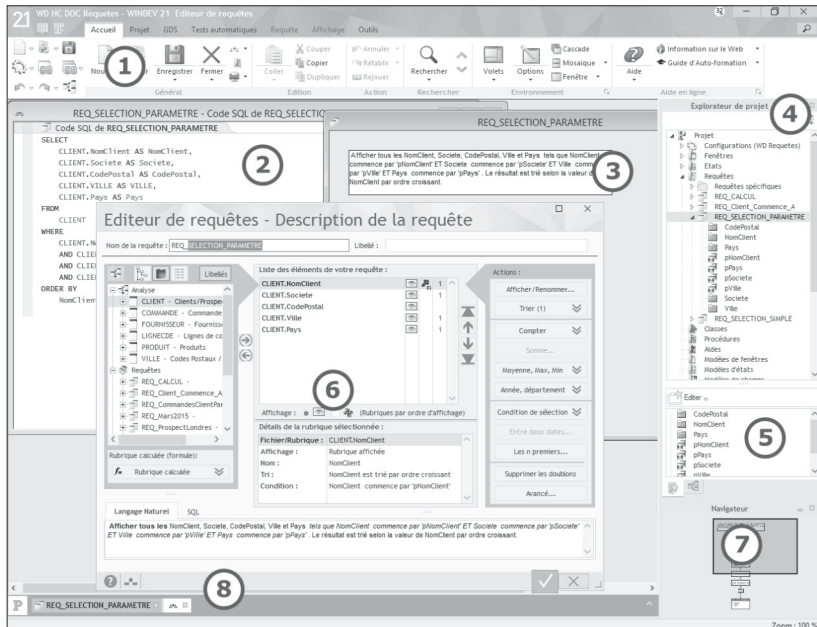 21 WD HC DOC Requetes - WINDEV 21 Editeur de requêtes
Accueil Projet GDS Tests automatiques Requête Affichage Outils
Enregistrer Fermer
Coller
Couper
Copier
Dupliquer
Annuler
Rétablir
Rejouer
Rechercher
Volets Options
Cascade
Mosaïque
Fenêtre
Aide
Information sur le Web
Guide d'Auto-formation
Général Edition Action Rechercher Environnement Aide en ligne
1
REQ_SELECTION_PARAMETRE - Code SQL de REQ_SELECTIO
Code SQL de REQ_SELECTION_PARAMETRE
SELECT
CLIENT.NomClient AS NomClient,
CLIENT.Societe AS Societe,
CLIENT.CodePostal AS CodePostal,
CLIENT.VILLE AS VILLE,
CLIENT.Pays AS Pays
FROM
CLIENT
WHERE
AND CLIE
AND CLIE
AND CLIE
ORDER BY
NomClien
2
REQ_SELECTION_PARAMETRE
Afficher tous les NomClient, Societe, CodePostal, Ville et Pays tels que NomClient
commence par 'pNomClient' ET Societe commence par 'pSociete' ET Ville
par 'pVille' ET Pays commence par 'pPays' . Le résultat est trié selon la valeur d
NomClient par ordre croissant.
3
Editeur de requêtes - Description de la requête
Nom de la requête : REQ_SELECTION_PARAMETRE Libellé :
Libellés
Analyse
CLIENT - Clients/Prospe
COMMANDE - Commande
FOURNISSEUR - Fourniss
LIGNECDE - Lignes de co
PRODUIT - Produits
VILLE - Codes Postaux /
Requêtes
REQ_CALCUL -
REQ_Client_Commence_A
REQ_CommandesClientPar
REQ_Mars2015 -
REQ_ProspectLondres -
Rubrique calculée (formule):
fx Rubrique calculée
Liste des éléments de votre requête :
CLIENT.NomClient 1
CLIENT.Societe 1
CLIENT.CodePostal
CLIENT.Ville 1
CLIENT.Pays 1
6
Affichage : (Rubriques par ordre d'affichage)
Détails de la rubrique sélectionnée :
Fichier/Rubrique : CLIENT.NomClient
Affichage : Rubrique affichée
Nom : NomClient
Tri : NomClient est trié par ordre croissant
Condition : NomClient commence par 'pNomClient'
Actions :
Afficher/Renommer...
Trier (1)
Compter
Somme...
Moyenne, Max, Min
Année, département
Condition de sélection
Entre deux dates...
Les n premiers...
Supprimer les doublons
Avancé...
Langage Naturel SQL
Afficher tous les NomClient, Societe, CodePostal, Ville et Pays tels que NomClient commence par 'pNomClient' ET Societe commence par 'pSociete'
ET Ville commence par 'pVille' ET Pays commence par 'pPays' . Le résultat est trié selon la valeur de NomClient par ordre croissant.
8
REQ_SELECTION_PARAMETRE
Explorateur de projet
4
Projet
Configurations (WD Requetes)
Fenêtres
Etats
Requêtes
Requêtes spécifiques
REQ_CALCUL
REQ_Client_Commence_A
REQ_SELECTION_PARAMETRE
CodePostal
NomClient
Pays
pNomClient
pPays
pSociete
pVille
Societe
Ville
REQ_SELECTION_SIMPLE
Classes
Procédures
Aides
Modèles de fenêtres
Modèles d'états
Modèles de champs
Editer
CodePostal
NomClient
Pays
pNomClient
pPays
pSociete
pVille
5
Navigateur
7
Zoom : 100 %